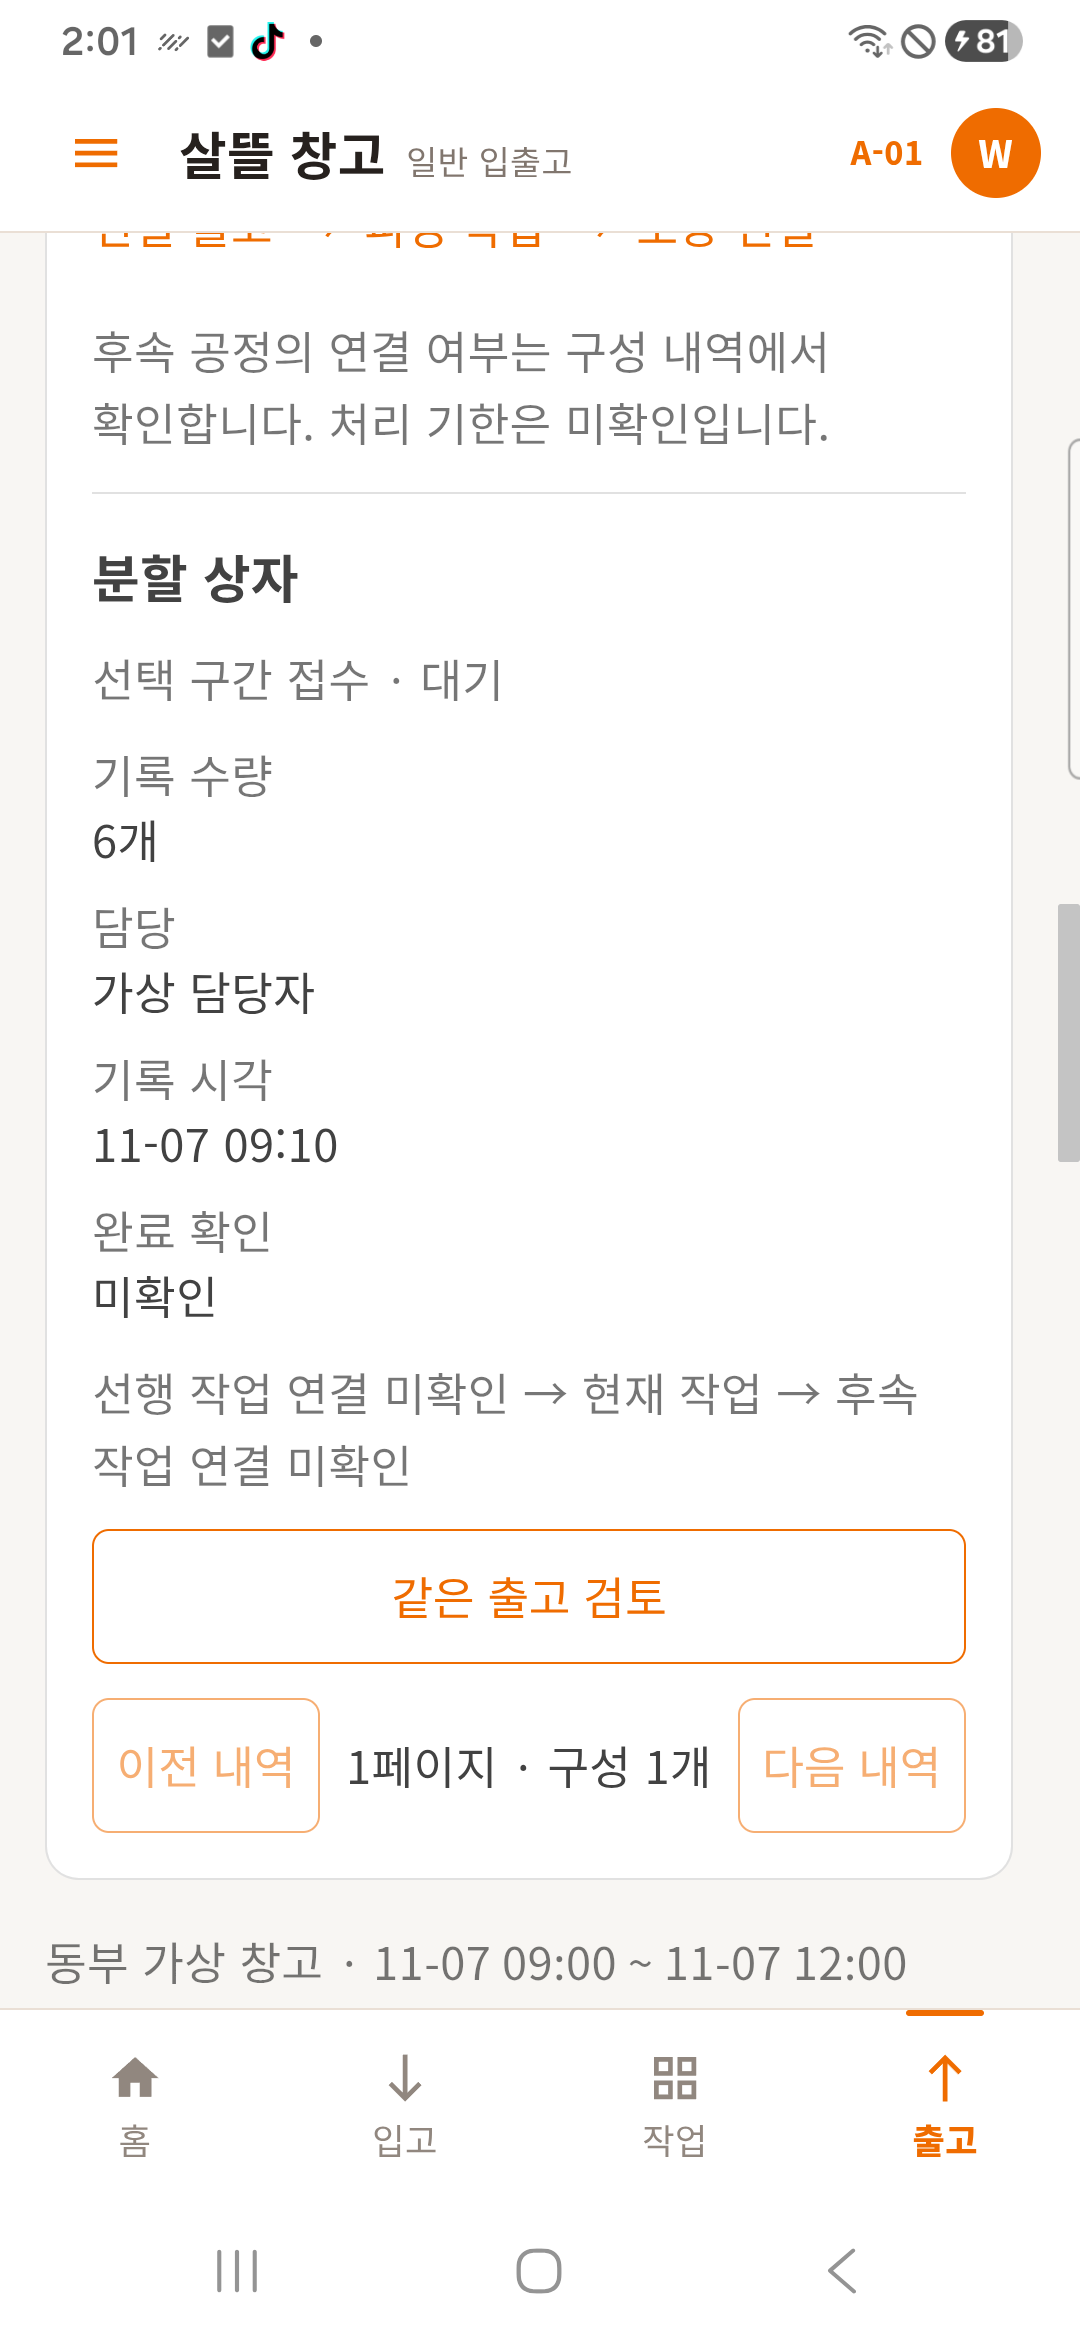 2:01
81
살뜰 창고 일반 입출고
A-01 W
후속 공정의 연결 여부는 구성 내역에서
확인합니다. 처리 기한은 미확인입니다.
분할 상자
선택 구간 접수 · 대기
기록 수량
6개
담당
가상 담당자
기록 시각
11-07 09:10
완료 확인
미확인
선행 작업 연결 미확인 → 현재 작업 → 후속
작업 연결 미확인
같은 출고 검토
이전 내역 1페이지 · 구성 1개 다음 내역
동부 가상 창고 · 11-07 09:00 ~ 11-07 12:00
홈 입고 작업 출고